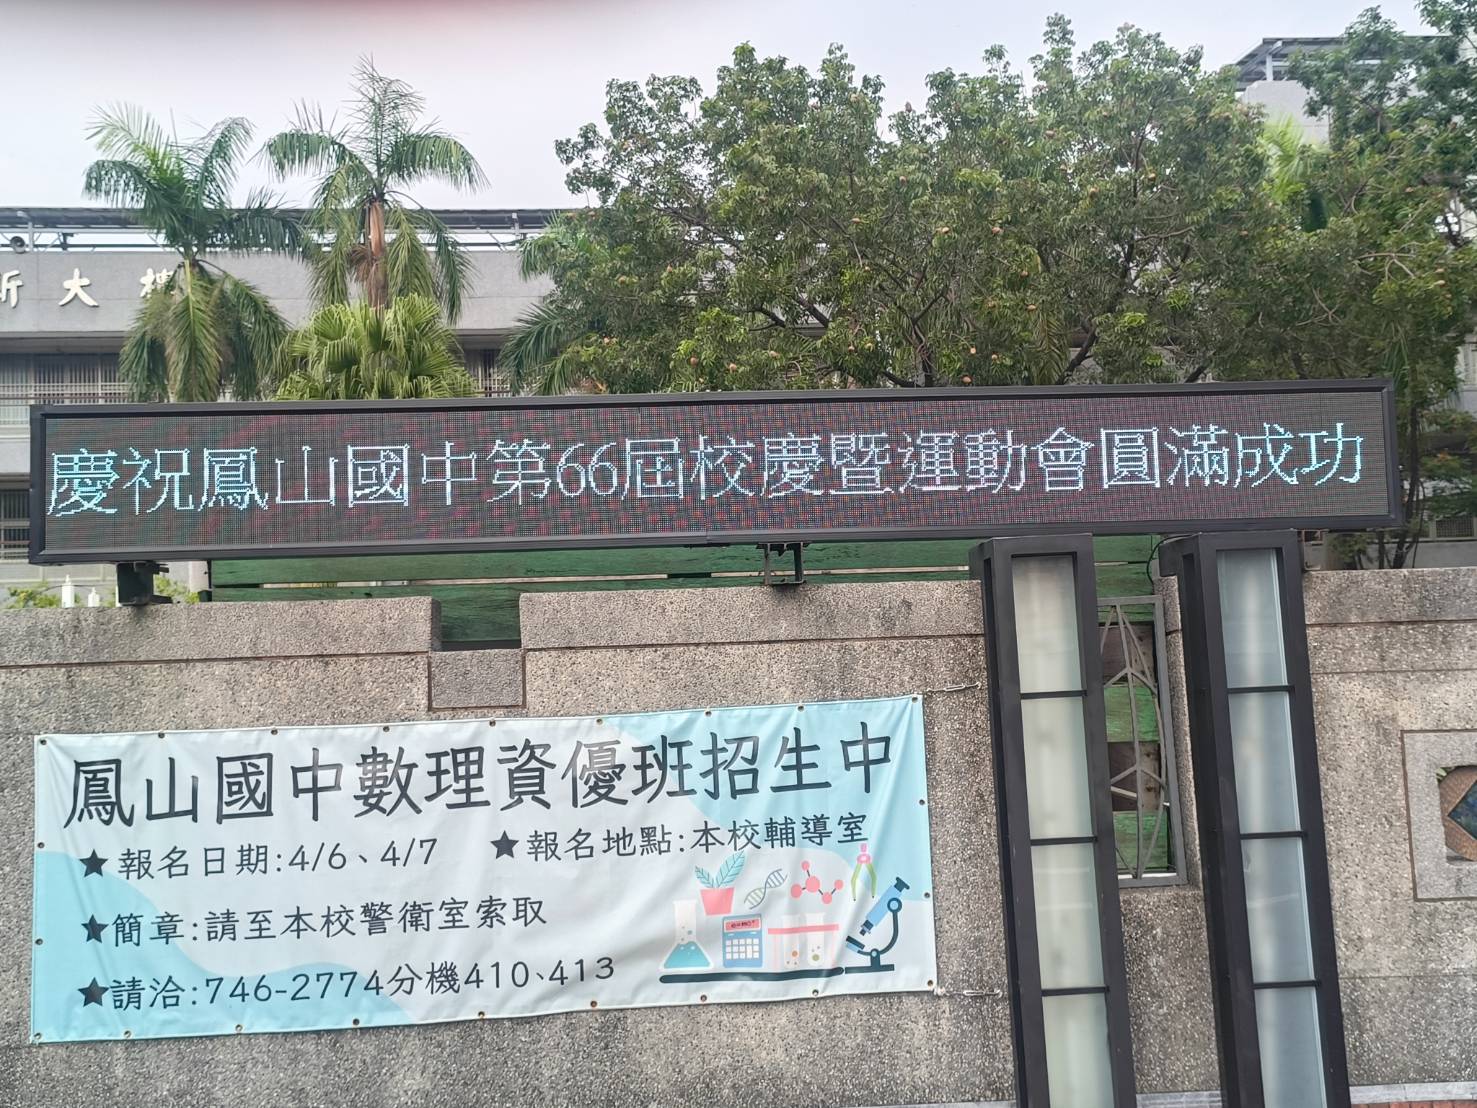 大
慶祝鳳山國中第66屆校慶暨運動會圓滿成功
鳳山國中數理資優班招生中
★報名日期:4/6、4/7 ★報名地點:本校輔導室
★簡章:請至本校警衛室索取
★請洽:746-2774分機410、413